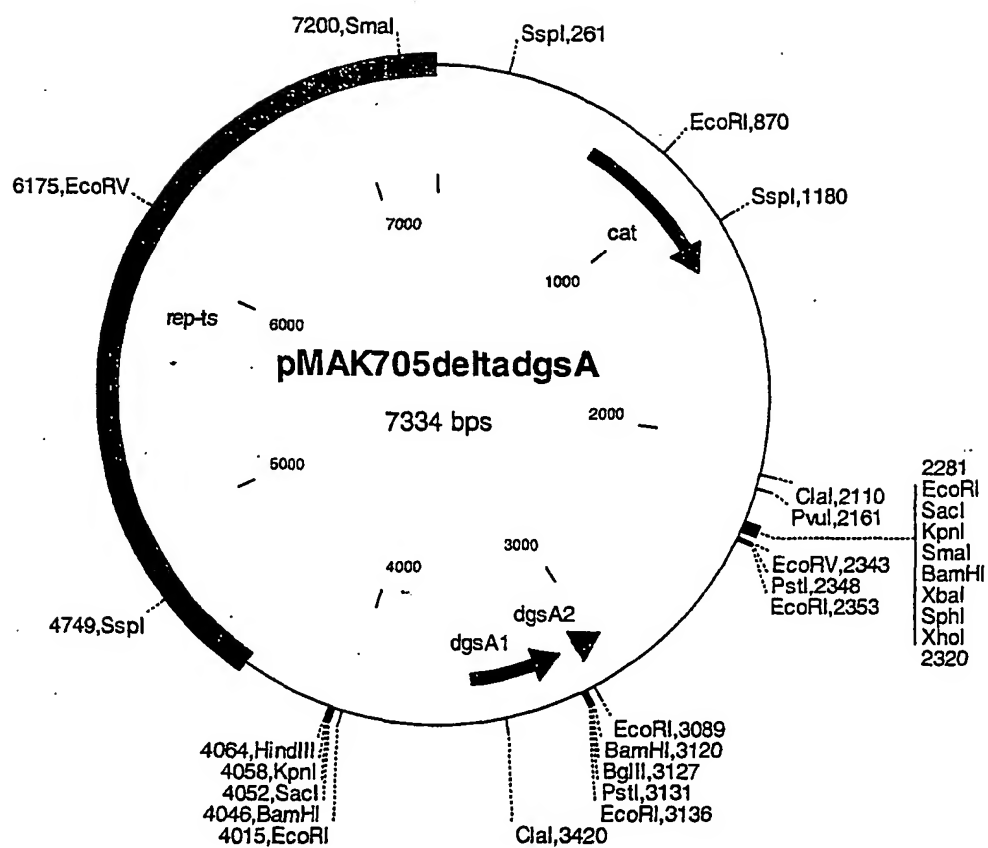 7200,SmaI
SspI,261
EcoRI,870
6175,EcoRV
SspI,1180
7000
cat
1000
rep-ts
6000
pMAK705deltadgsA
7334 bps
2000
5000
2281
ClaI,2110
EcoRI
PvuI,2161
SacI
KpnI
SmaI
BamHI
XbaI
SphI
XhoI
2320
EcoRV,2343
PstI,2348
EcoRI,2353
3000
4000
dgsA2
4749,SspI
dgsA1
EcoRI,3089
BamHI,3120
BglII,3127
PstI,3131
EcoRI,3136
4064,HindIII
4058,KpnI
4052,SacI
4046,BamHI
4015,EcoRI
ClaI,3420